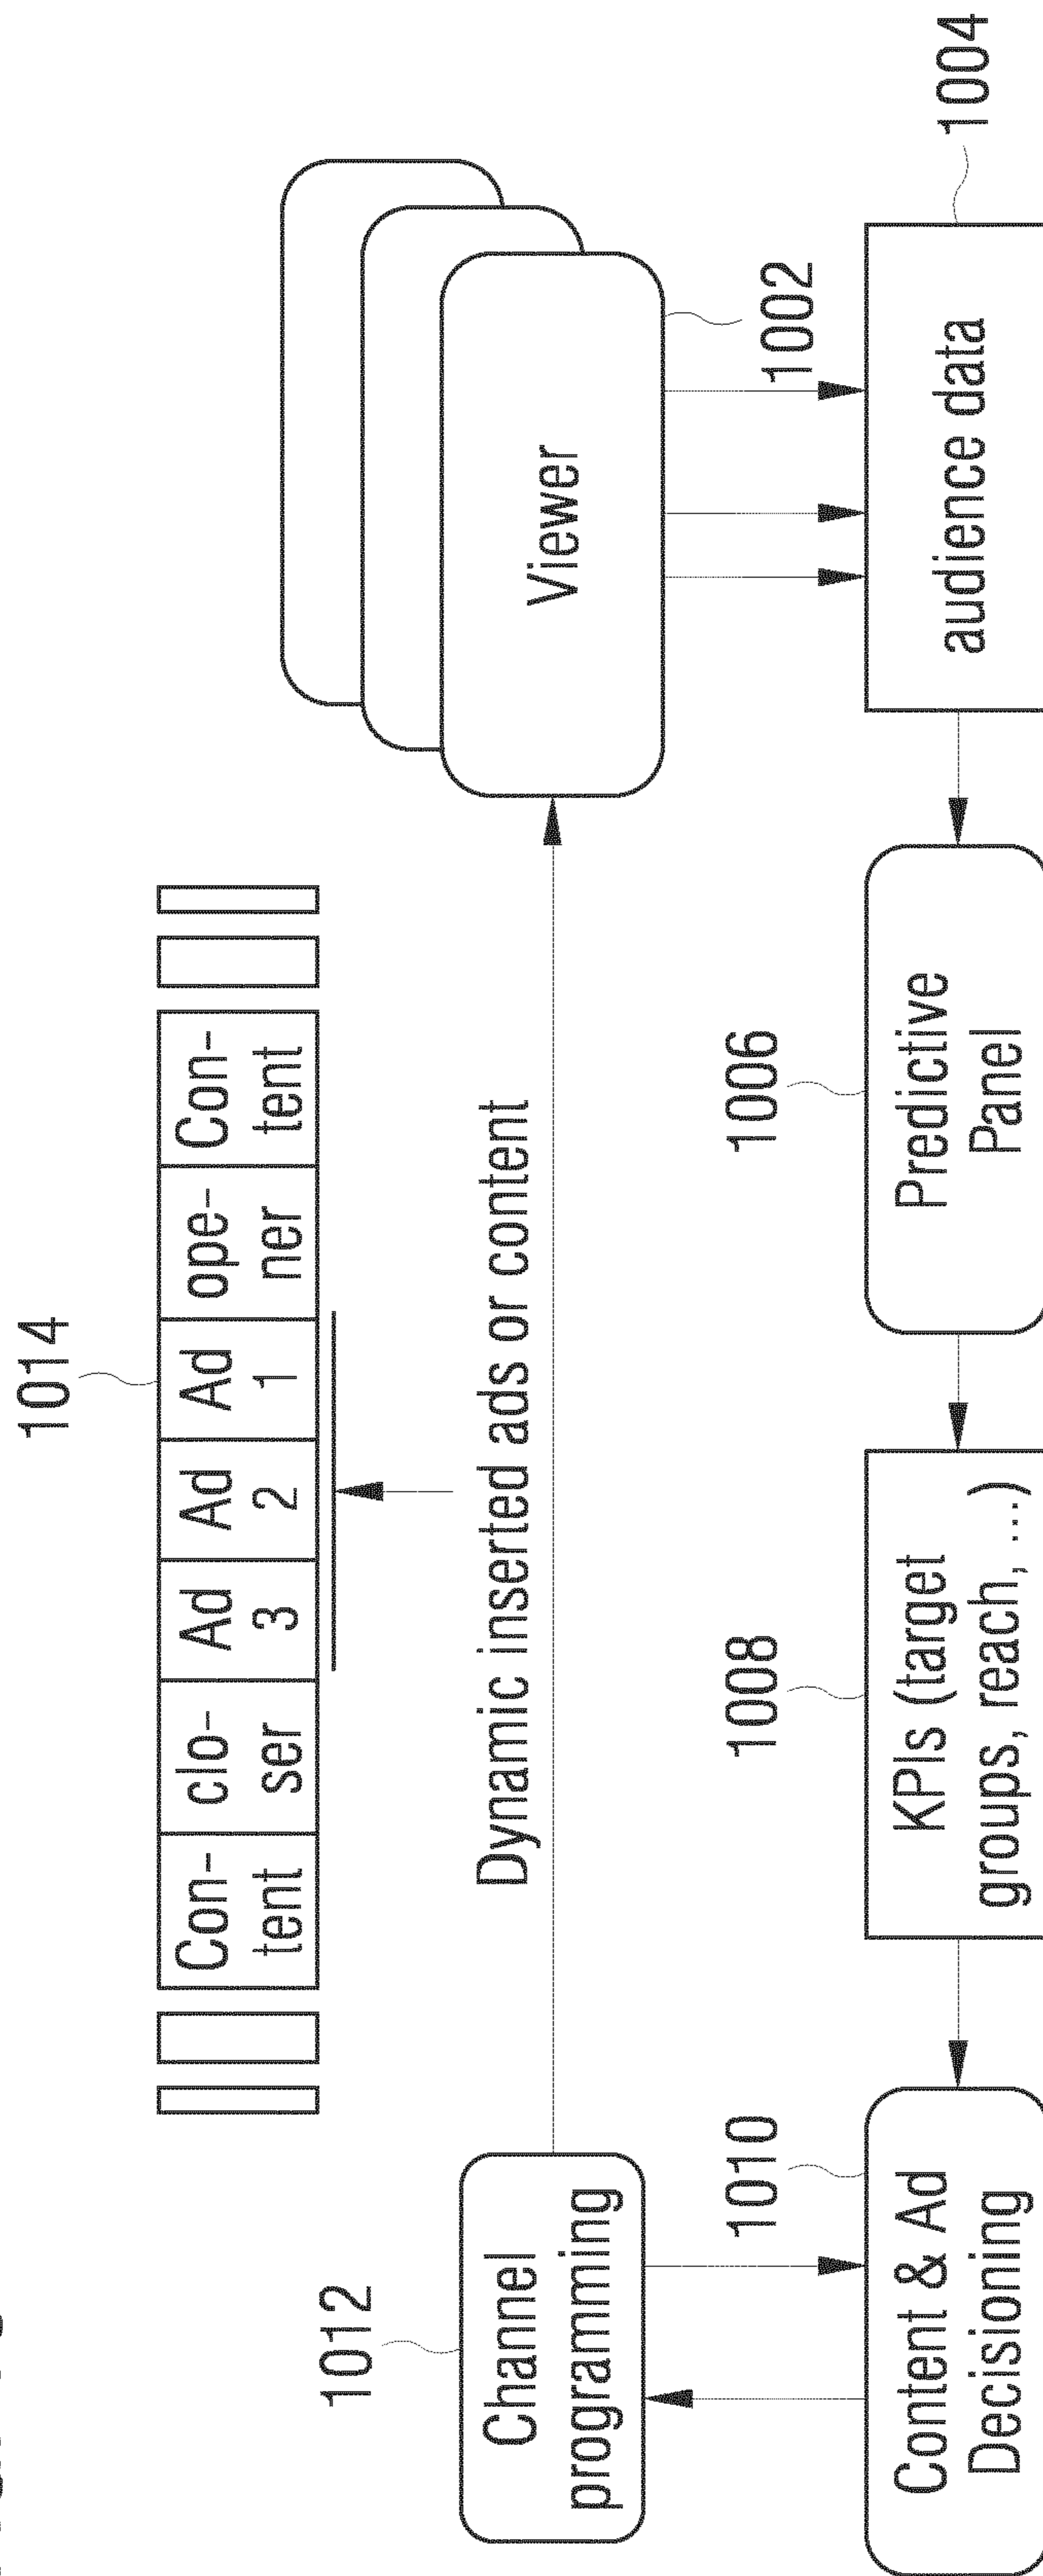 1014
Con-
tent
clo-
ser
Ad
3
Ad
2
Ad
1
ope-
ner
Con-
tent
1012
Channel
programming
Dynamic inserted ads or content
Viewer
1002
1010
Content & Ad
Decisioning
1008
KPIs (target
groups, reach, ...)
1006
Predictive
Panel
audience data
1004